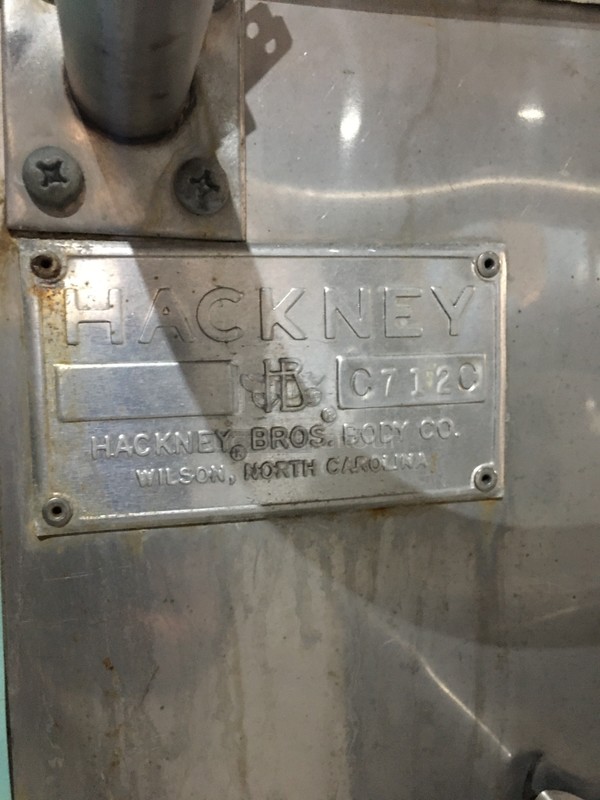 HACKNEY
HB ® C712C
HACKNEY® BROS. BODY CO.
WILSON, NORTH CAROLINA